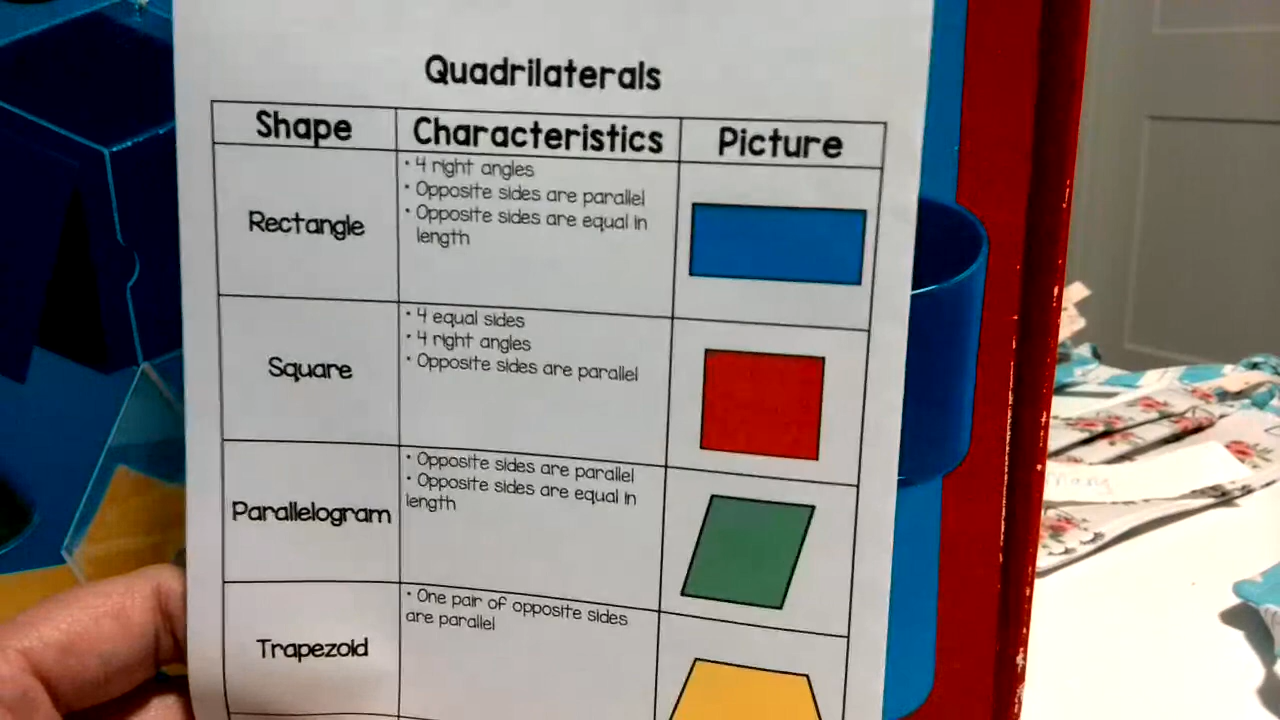 Quadrilaterals
Shape Characteristics Picture
Rectangle
• 4 right angles
• Opposite sides are parallel
• Opposite sides are equal in
length
Square
• 4 equal sides
• 4 right angles
• Opposite sides are parallel
Parallelogram
• Opposite sides are parallel
• Opposite sides are equal in
length
Trapezoid
• One pair of opposite sides
are parallel